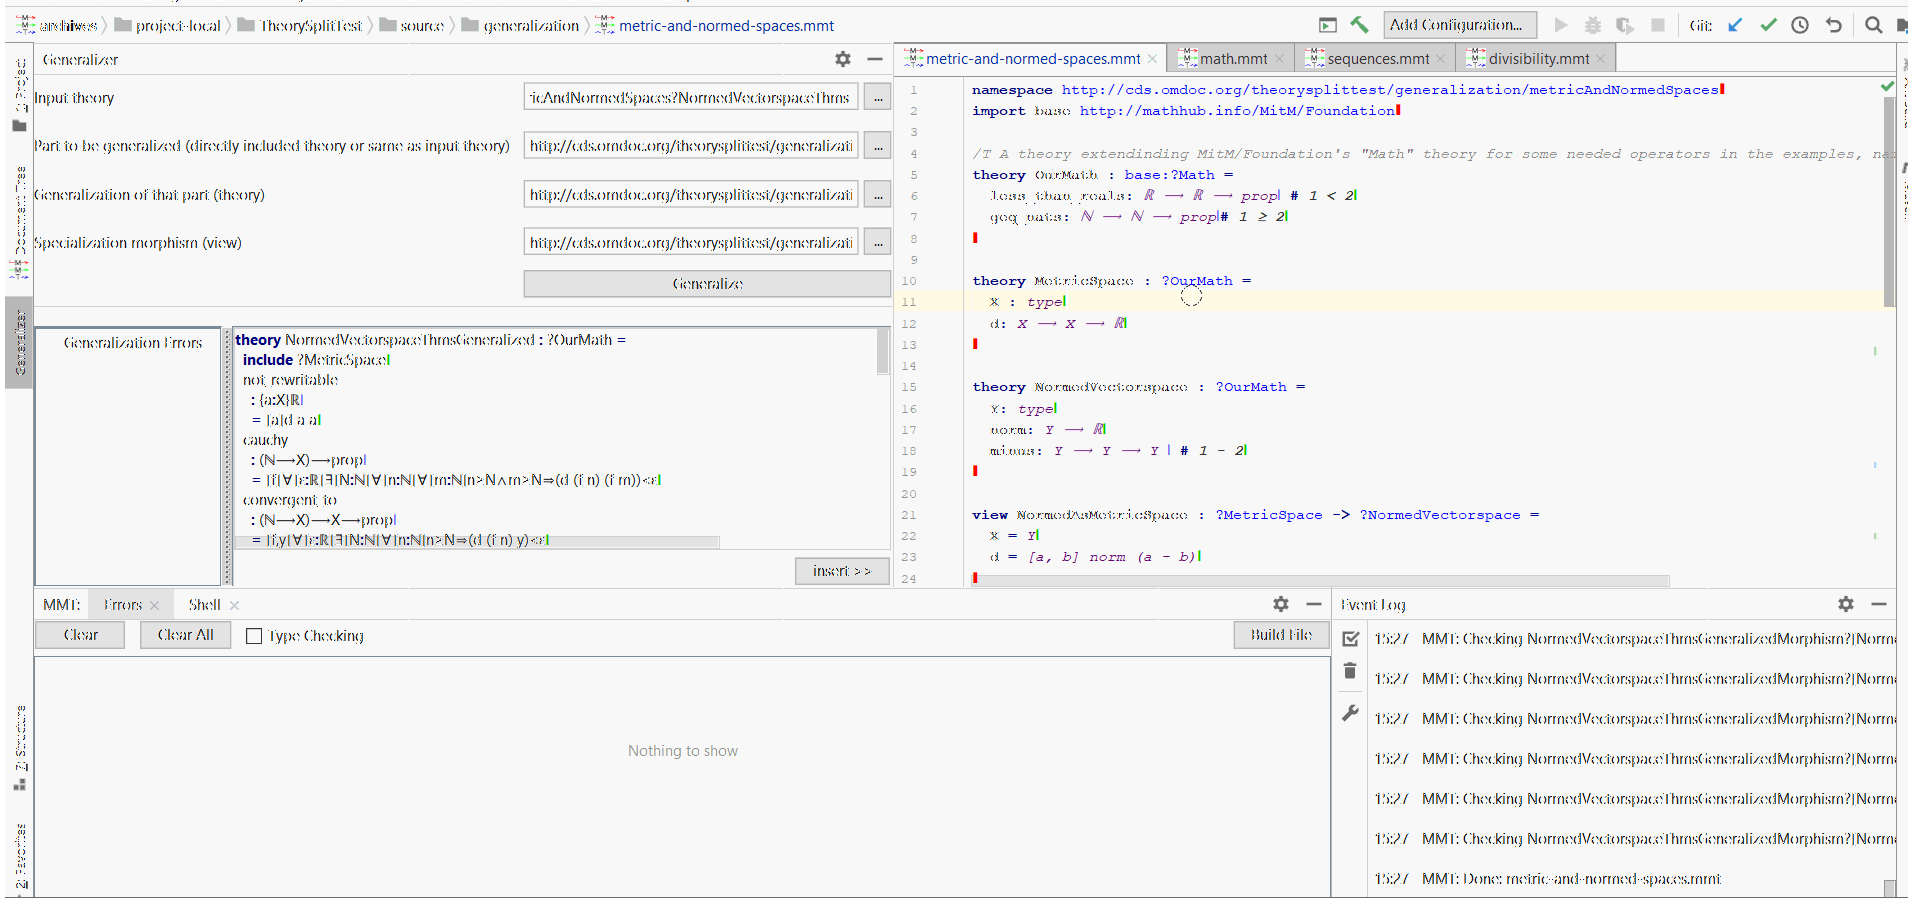 archives project-local TheorySplitTest source generalization metric-and-normed-spaces.mmt
Add Configuration... Git:
Generalizer
Input theory
ricAndNormedSpaces?NormedVectorspaceThms ...
Part to be generalized (directly included theory or same as input theory) http://cds.omdoc.org/theorysplittest/generalizati ...
Generalization of that part (theory) http://cds.omdoc.org/theorysplittest/generalizati ...
Specialization morphism (view) http://cds.omdoc.org/theorysplittest/generalizati ...
Generalize
Generalization Errors
theory NormedVectorspaceThmsGeneralized : ?OurMath =
include ?MetricSpace
not_rewritable
: {a:X}ℝ
= [a]d a a
cauchy
: (ℕ⟶X)⟶prop
= [f]∀[ε:ℝ]∃[N:ℕ]∀[n:ℕ]∀[m:ℕ]n>N∧m>N⇒(d (f n) (f m))<ε
convergent_to
: (ℕ⟶X)⟶X⟶prop
= [f,y]∀[ε:ℝ]∃[N:ℕ]∀[n:ℕ]n>N⇒(d (f n) y)<ε
insert >>
metric-and-normed-spaces.mmt math.mmt sequences.mmt divisibility.mmt
1 namespace http://cds.omdoc.org/theorysplittest/generalization/metricAndNormedSpaces
2 import base http://mathhub.info/MitM/Foundation
3
4 /T A theory extendinding MitM/Foundation's "Math" theory for some needed operators in the examples,
5 theory OurMath : base:?Math =
6 less_than_reals: ℝ ⟶ ℝ ⟶ prop # 1 < 2
7 geq_nats: ℕ ⟶ ℕ ⟶ prop # 1 ≥ 2
8
9
10 theory MetricSpace : ?OurMath =
11 X : type
12 d: X ⟶ X ⟶ ℝ
13
14
15 theory NormedVectorspace : ?OurMath =
16 Y: type
17 norm: Y ⟶ ℝ
18 minus: Y ⟶ Y ⟶ Y | # 1 - 2
19
20
21 view NormedAsMetricSpace : ?MetricSpace -> ?NormedVectorspace =
22 X = Y
23 d = [a, b] norm (a - b)
24
MMT: Errors Shell
Clear Clear All Type Checking Build File
Nothing to show
Event Log
15:27 MMT: Checking NormedVectorspaceThmsGeneralizedMorphism?[Norm
15:27 MMT: Checking NormedVectorspaceThmsGeneralizedMorphism?[Norm
15:27 MMT: Checking NormedVectorspaceThmsGeneralizedMorphism?[Norm
15:27 MMT: Checking NormedVectorspaceThmsGeneralizedMorphism?[Norm
15:27 MMT: Checking NormedVectorspaceThmsGeneralizedMorphism?[Norm
15:27 MMT: Checking NormedVectorspaceThmsGeneralizedMorphism?[Norm
15:27 MMT: Done: metric-and-normed-spaces.mmt
Project
Document Tree
Generalizer
Z: Structure
2: Favorites